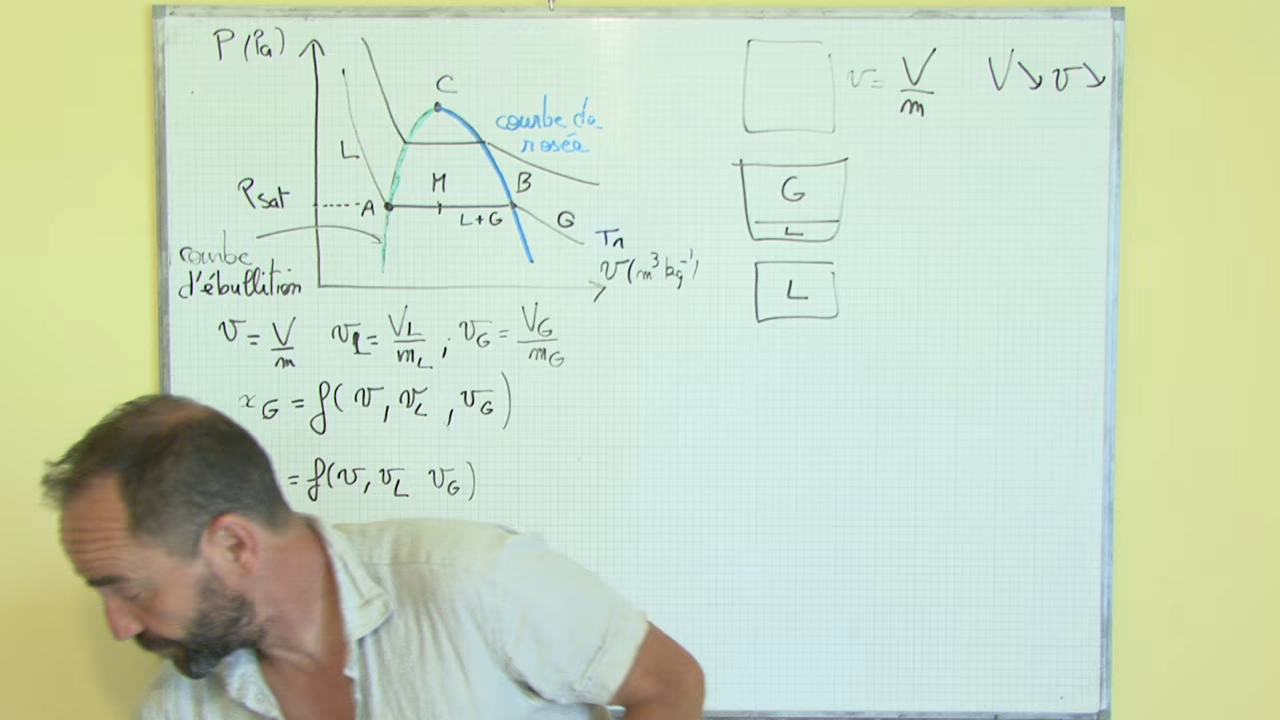 P (Pa)
C
courbe de
rosée
L
M
B
Psat
A
L+G
G
T1
courbe
d'ébullition
v (m³ kg⁻¹)
v = V/m   vL = VL/mL ; vG = VG/mG
xG = f( v, vL , vG)
= f(v, vL vG)
v = V/m   V↘ v↘
G
L
L